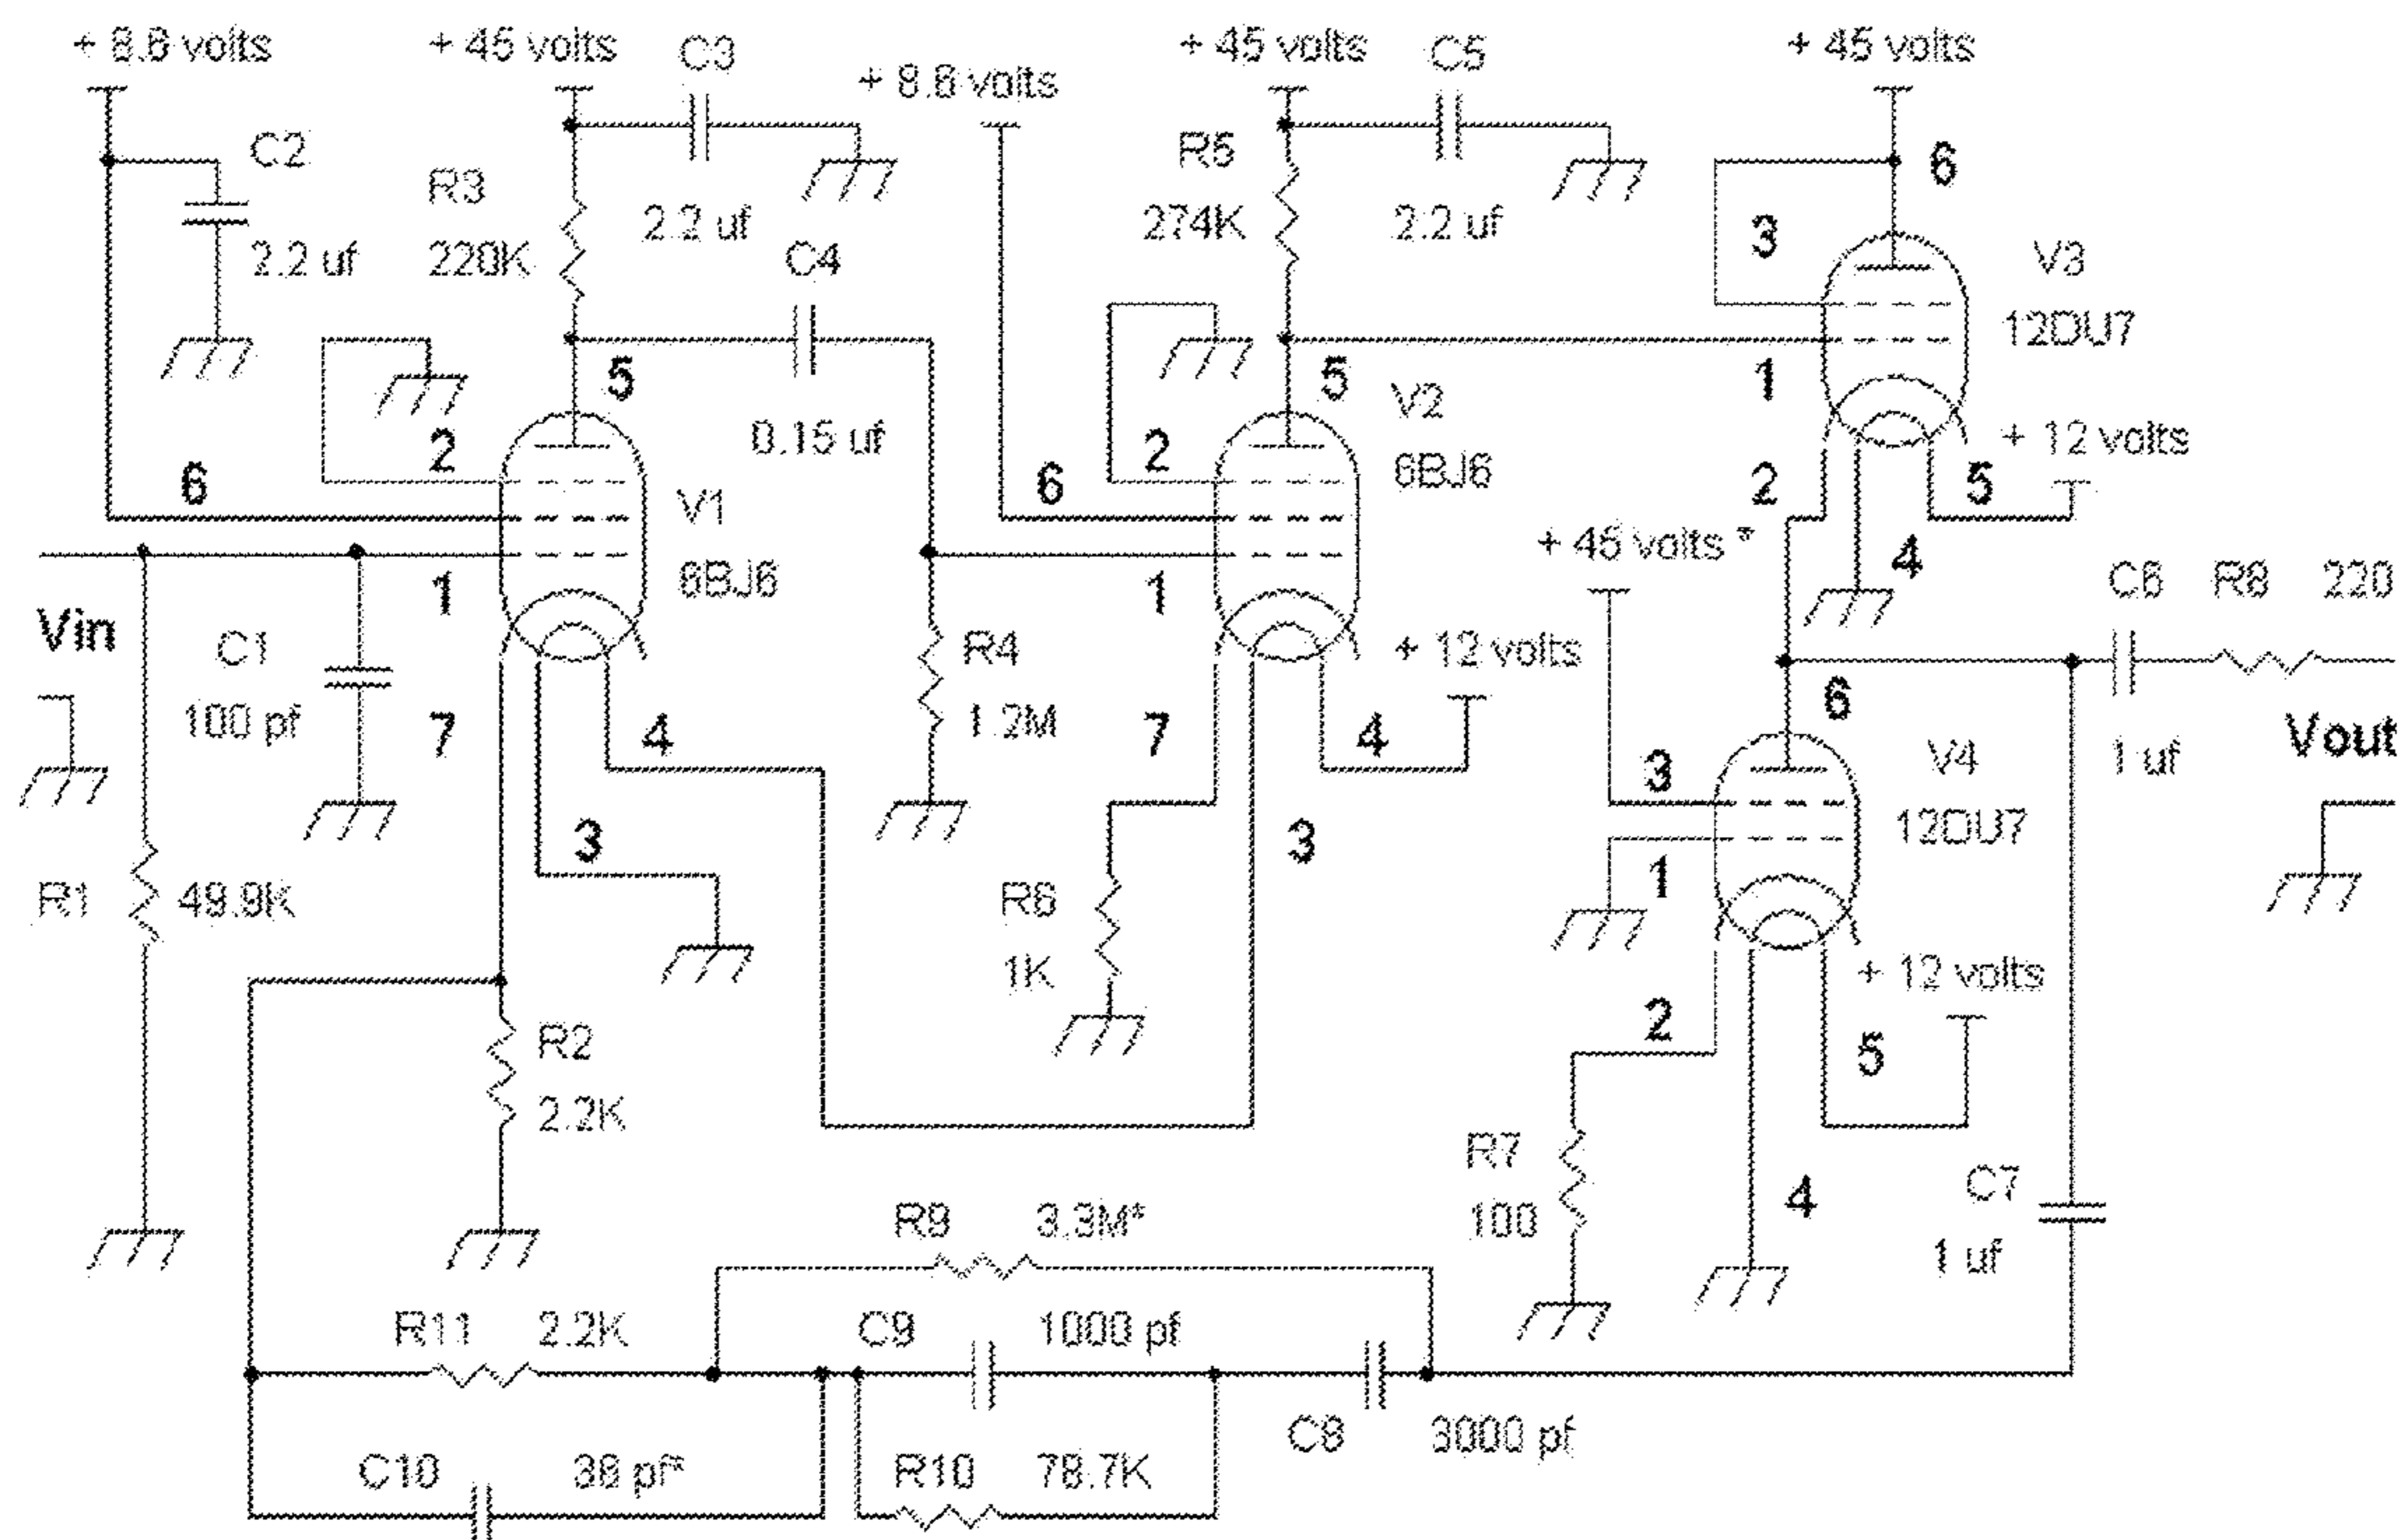 + 8.6 volts
+ 45 volts
C3
+ 8.6 volts
+ 45 volts
C5
+ 45 volts
C2
R3
R5
6
2.2 uf
220K
2.2 uf
C4
274K
2.2 uf
3
V3
12DU7
5
5
1
2
0.15 uf
2
V2
6BJ6
+ 12 volts
6
V1
6
2
5
1
6BJ6
1
+ 45 volts *
4
C6
R8
220
Vin
C1
R4
+ 12 volts
6
100 pf
7
4
1.2M
7
4
3
V4
1 uf
Vout
3
3
1
12DU7
R1
49.9K
R6
1K
+ 12 volts
R2
2
5
2.2K
R7
100
4
C7
1 uf
R9
3.3M*
R11
2.2K
C9
1000 pf
C8
3000 pf
C10
38 pf*
R10
78.7K